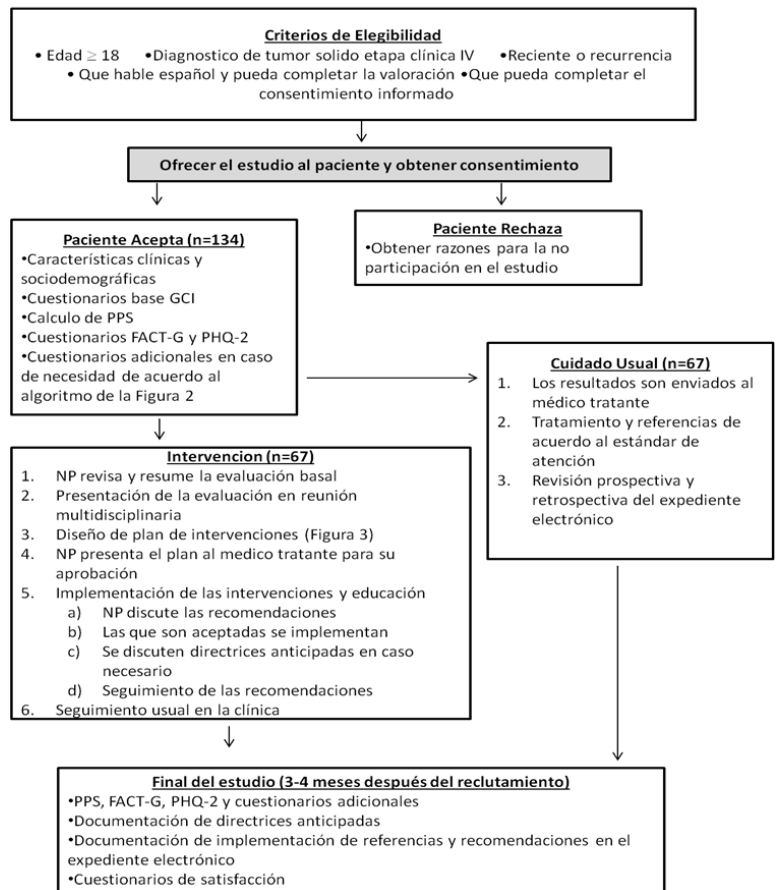 Criterios de Elegibilidad
• Edad ≥ 18 •Diagnostico de tumor solido etapa clínica IV •Reciente o recurrencia
• Que hable español y pueda completar la valoración •Que pueda completar el
consentimiento informado
Ofrecer el estudio al paciente y obtener consentimiento
Paciente Acepta (n=134)
•Características clínicas y
sociodemográficas
•Cuestionarios base GCI
•Calculo de PPS
•Cuestionarios FACT-G y PHQ-2
•Cuestionarios adicionales en caso
de necesidad de acuerdo al
algoritmo de la Figura 2
Paciente Rechaza
•Obtener razones para la no
participación en el estudio
Cuidado Usual (n=67)
1. Los resultados son enviados al
médico tratante
2. Tratamiento y referencias de
acuerdo al estándar de
atención
3. Revisión prospectiva y
retrospectiva del expediente
electrónico
Intervencion (n=67)
1. NP revisa y resume la evaluación basal
2. Presentación de la evaluación en reunión
multidisciplinaria
3. Diseño de plan de intervenciones (Figura 3)
4. NP presenta el plan al medico tratante para su
aprobación
5. Implementación de las intervenciones y educación
a) NP discute las recomendaciones
b) Las que son aceptadas se implementan
c) Se discuten directrices anticipadas en caso
necesario
d) Seguimiento de las recomendaciones
6. Seguimiento usual en la clínica
Final del estudio (3-4 meses después del reclutamiento)
•PPS, FACT-G, PHQ-2 y cuestionarios adicionales
•Documentación de directrices anticipadas
•Documentación de implementación de referencias y recomendaciones en el
expediente electrónico
•Cuestionarios de satisfacción